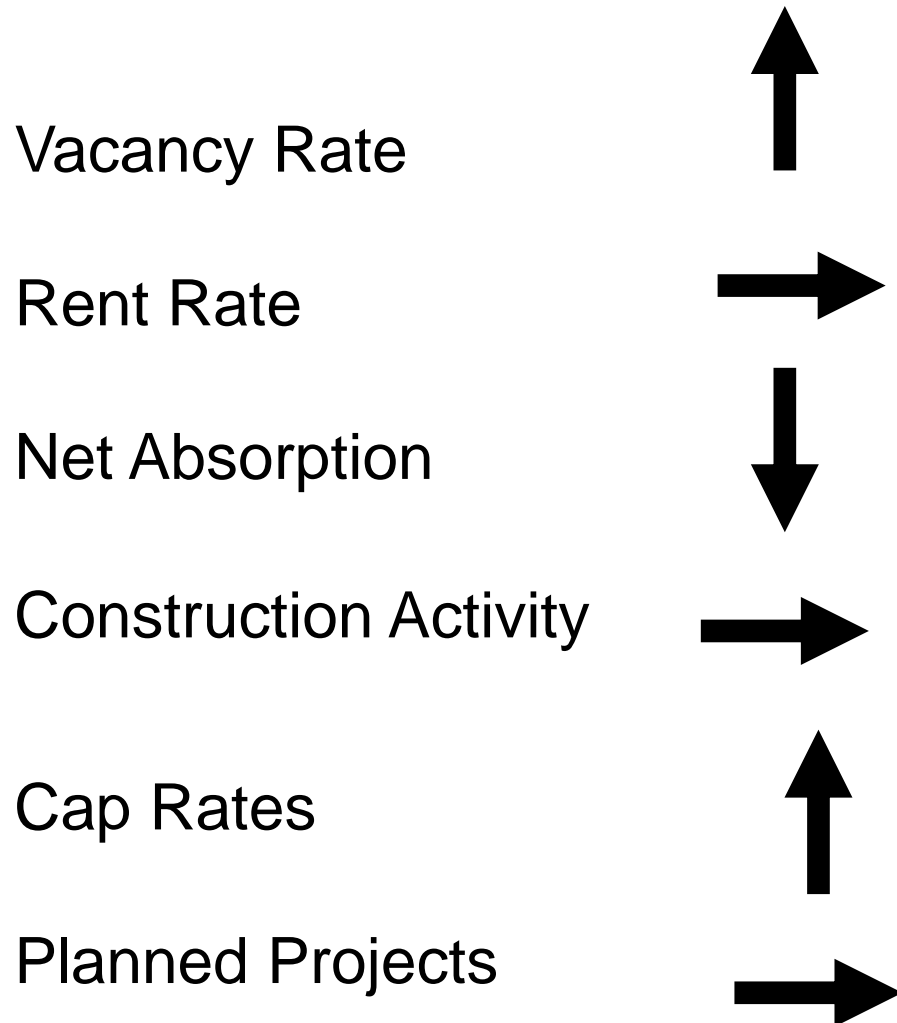 Vacancy Rate
Rent Rate
Net Absorption
Construction Activity
Cap Rates
Planned Projects